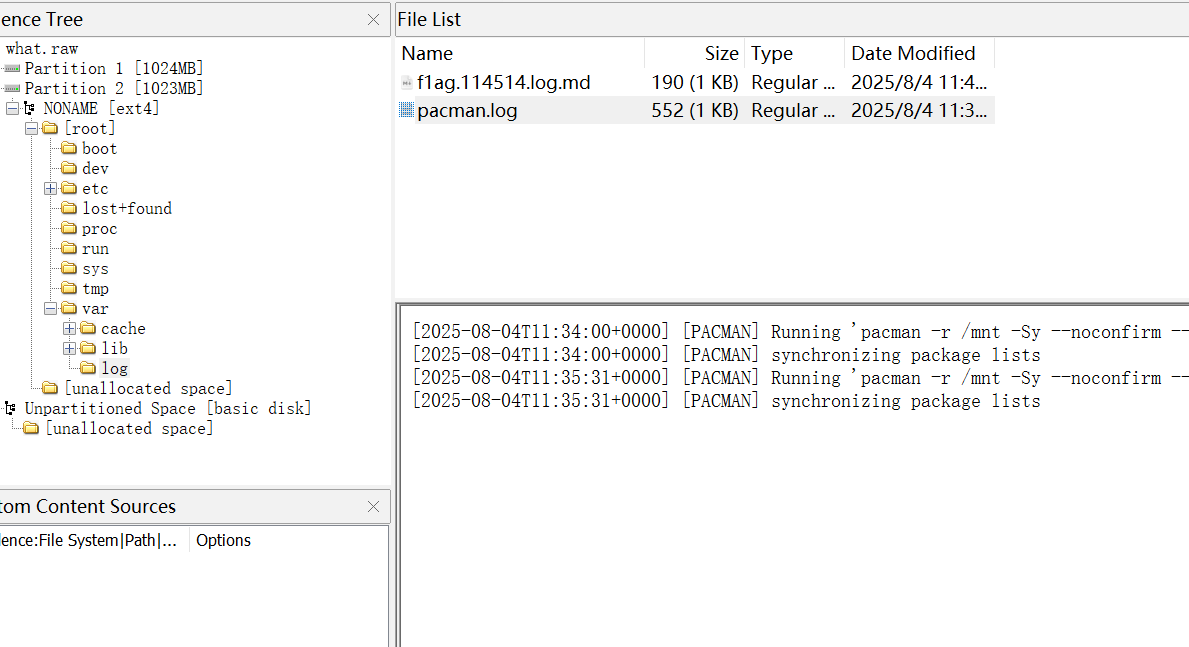 ence Tree
what.raw
Partition 1 [1024MB]
Partition 2 [1023MB]
NONAME [ext4]
[root]
boot
dev
etc
lost+found
proc
run
sys
tmp
var
cache
lib
log
[unallocated space]
Unpartitioned Space [basic disk]
[unallocated space]
tom Content Sources
lence:File System|Path|... Options
File List
Name Size Type Date Modified
f1ag.114514.log.md 190 (1 KB) Regular ... 2025/8/4 11:4...
pacman.log 552 (1 KB) Regular ... 2025/8/4 11:3...
[2025-08-04T11:34:00+0000] [PACMAN] Running 'pacman -r /mnt -Sy --noconfirm --
[2025-08-04T11:34:00+0000] [PACMAN] synchronizing package lists
[2025-08-04T11:35:31+0000] [PACMAN] Running 'pacman -r /mnt -Sy --noconfirm --
[2025-08-04T11:35:31+0000] [PACMAN] synchronizing package lists